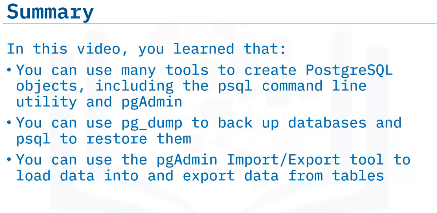 Summary
In this video, you learned that:
• You can use many tools to create PostgreSQL
objects, including the psql command line
utility and pgAdmin
• You can use pg_dump to back up databases and
psql to restore them
• You can use the pgAdmin Import/Export tool to
load data into and export data from tables